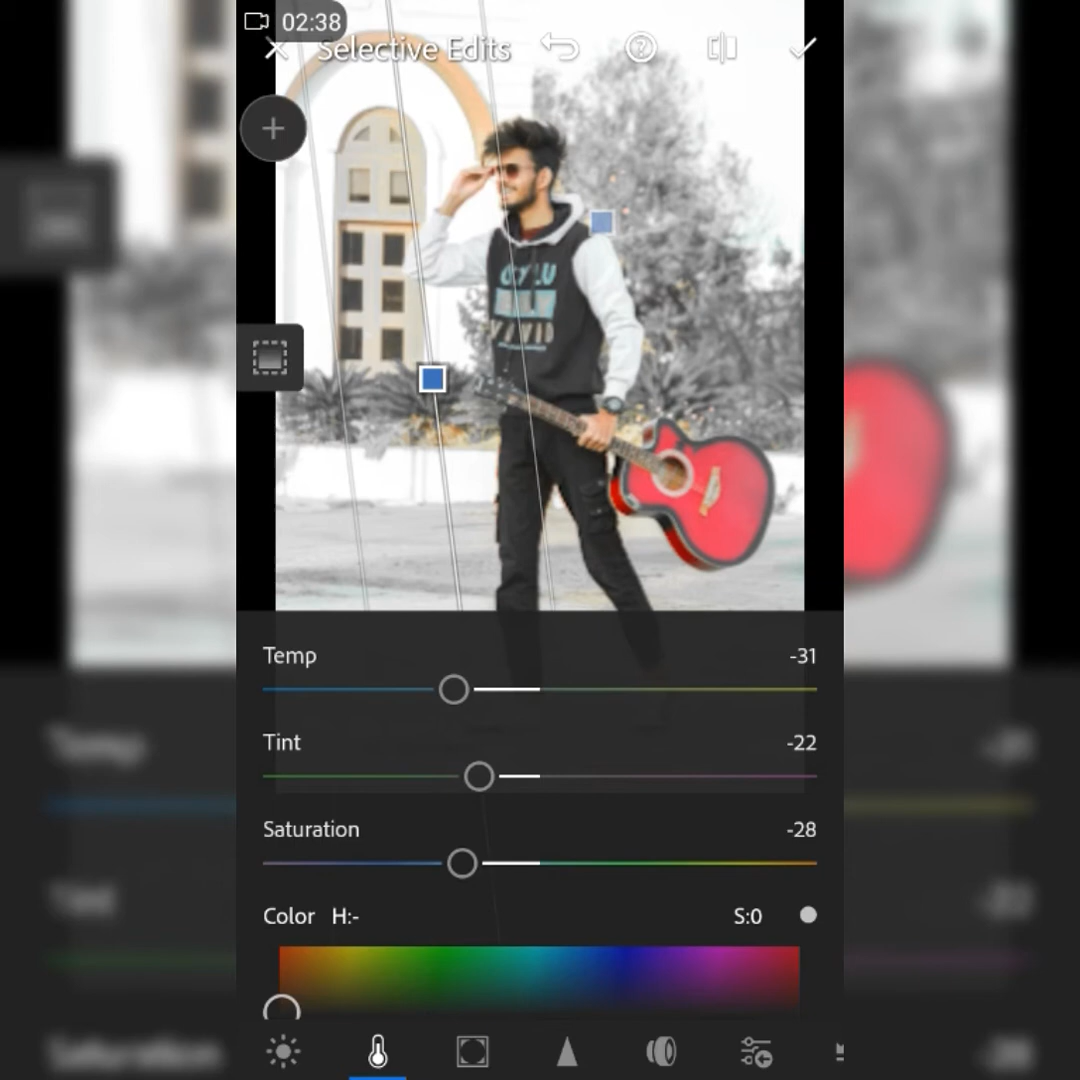 02:38
Selective Edits
Temp -31
Tint -22
Saturation -28
Color H:- S:0